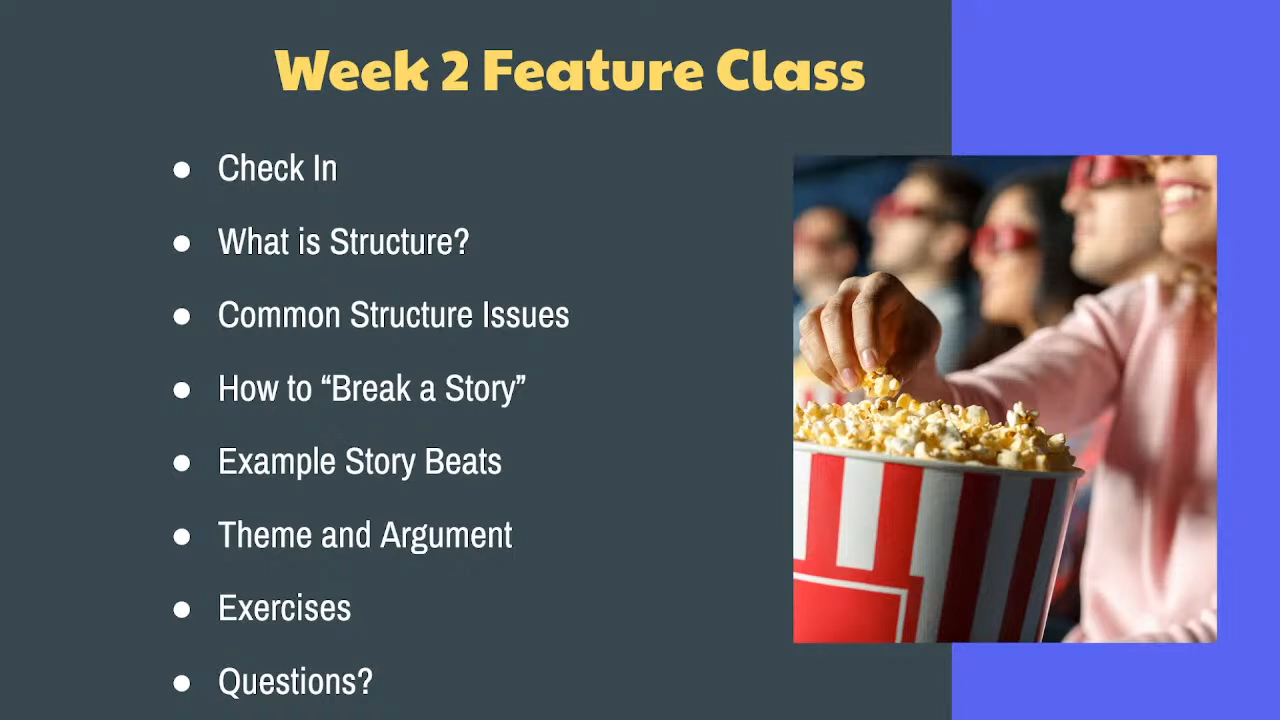 Week 2 Feature Class
● Check In
● What is Structure?
● Common Structure Issues
● How to “Break a Story”
● Example Story Beats
● Theme and Argument
● Exercises
● Questions?